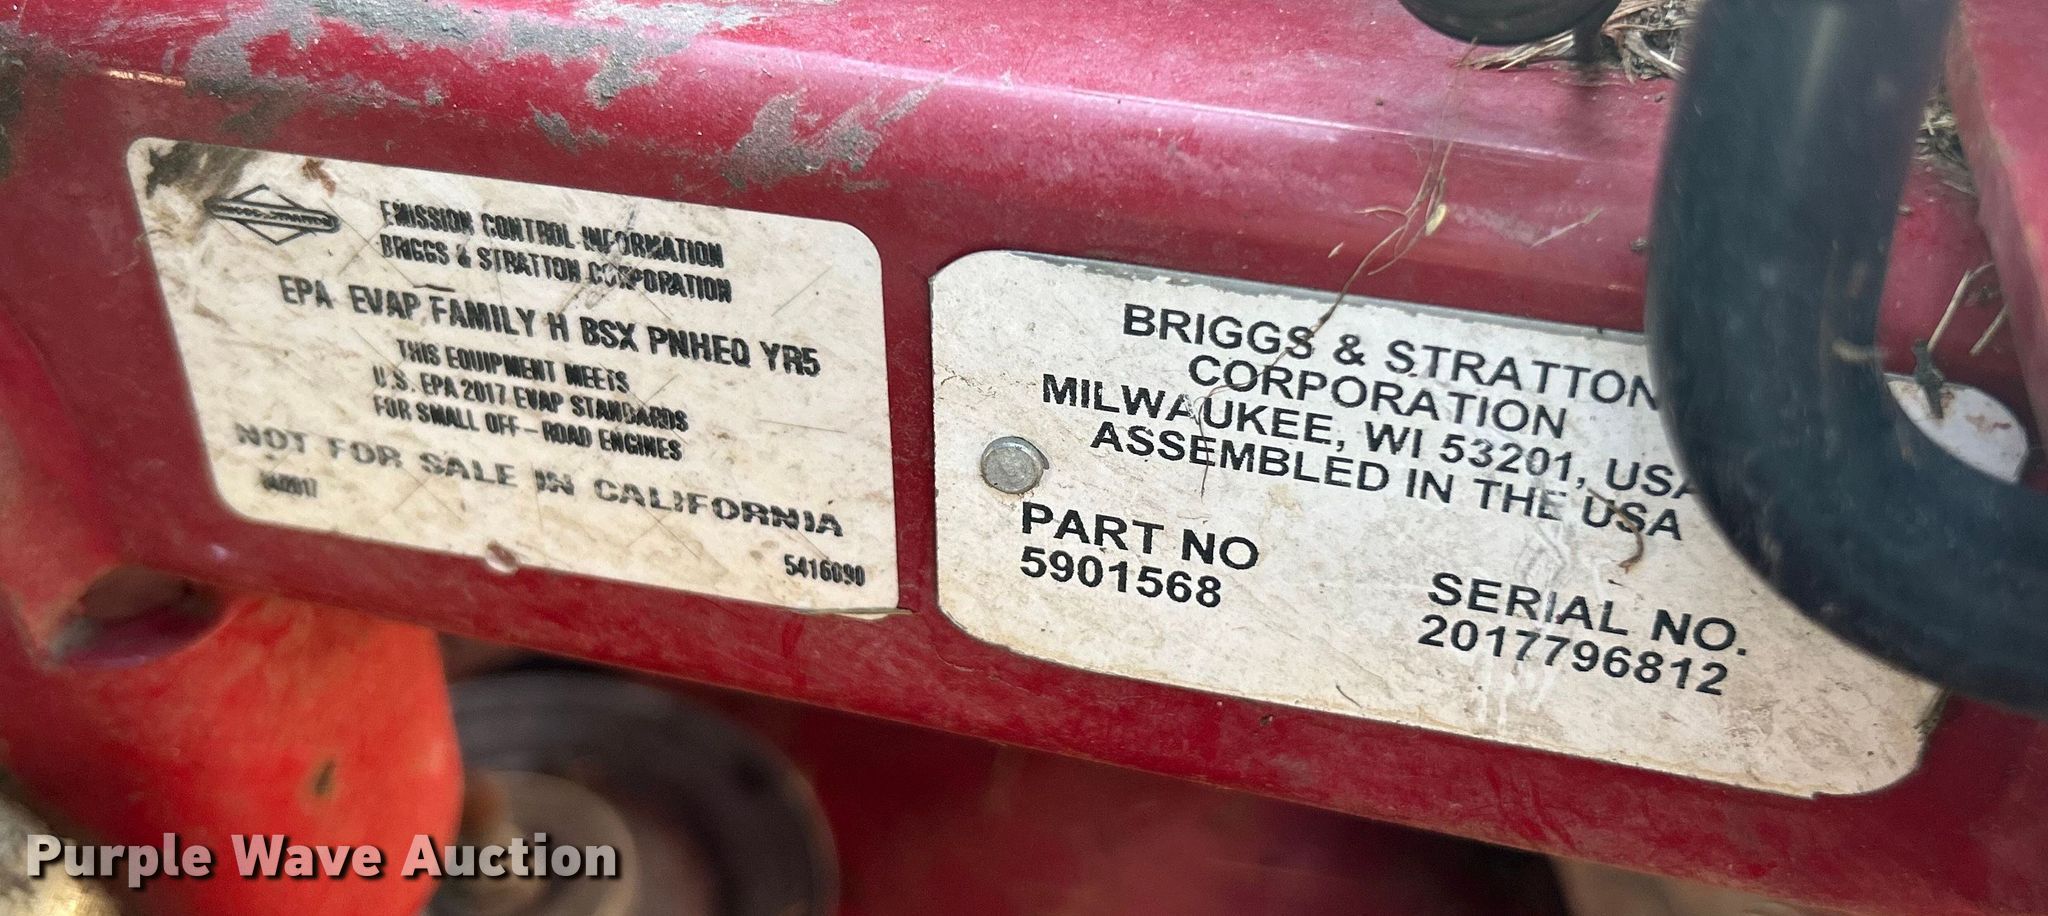 EMISSION CONTROL INFORMATION
BRIGGS & STRATTON CORPORATION
EPA EVAP FAMILY H BSX PNHEQ YR5
THIS EQUIPMENT MEETS
U.S. EPA 2017 EVAP STANDARDS
FOR SMALL OFF-ROAD ENGINES
NOT FOR SALE IN CALIFORNIA
5416090
BRIGGS & STRATTON
CORPORATION
MILWAUKEE, WI 53201, USA
ASSEMBLED IN THE USA
PART NO
5901568
SERIAL NO.
2017796812
Purple Wave Auction